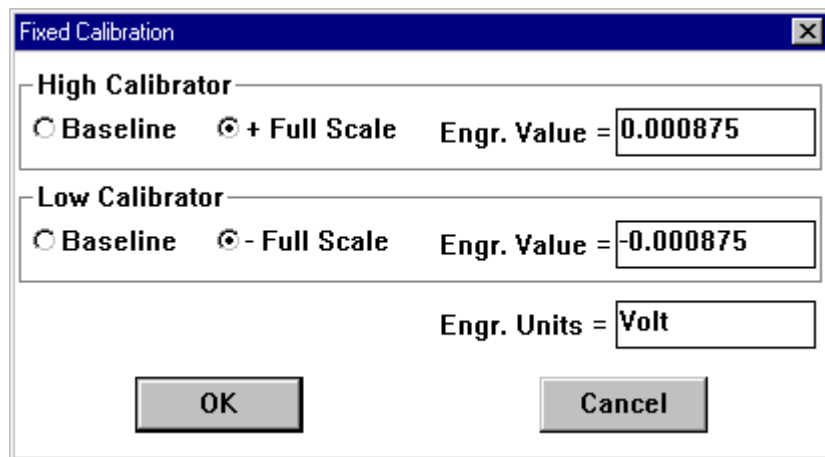 Fixed Calibration
High Calibrator
Baseline + Full Scale Engr. Value = 0.000875
Low Calibrator
Baseline - Full Scale Engr. Value = -0.000875
Engr. Units = Volt
OK Cancel